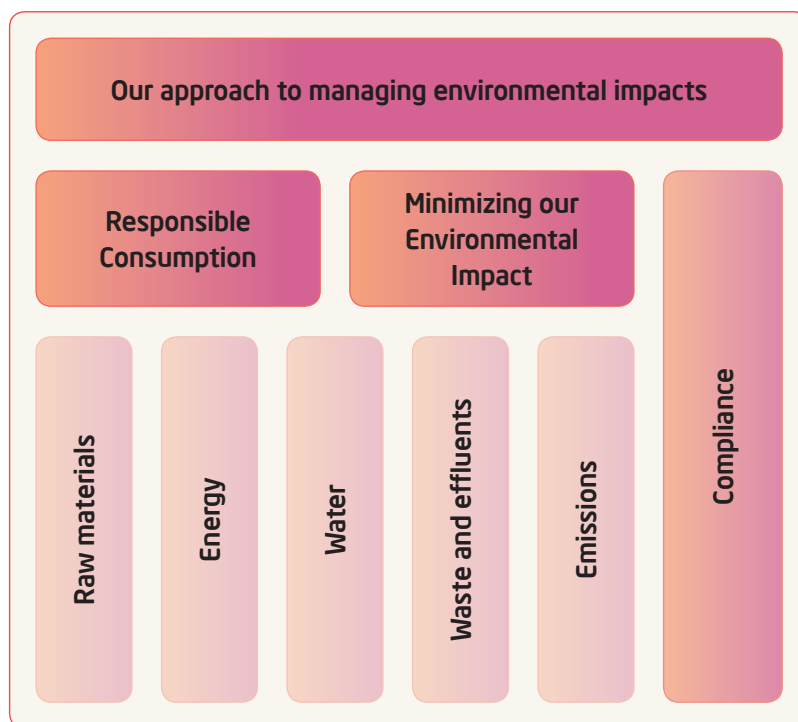 Our approach to managing environmental impacts
Responsible
Consumption
Minimizing our
Environmental
Impact
Compliance
Raw materials
Energy
Water
Waste and effluents
Emissions